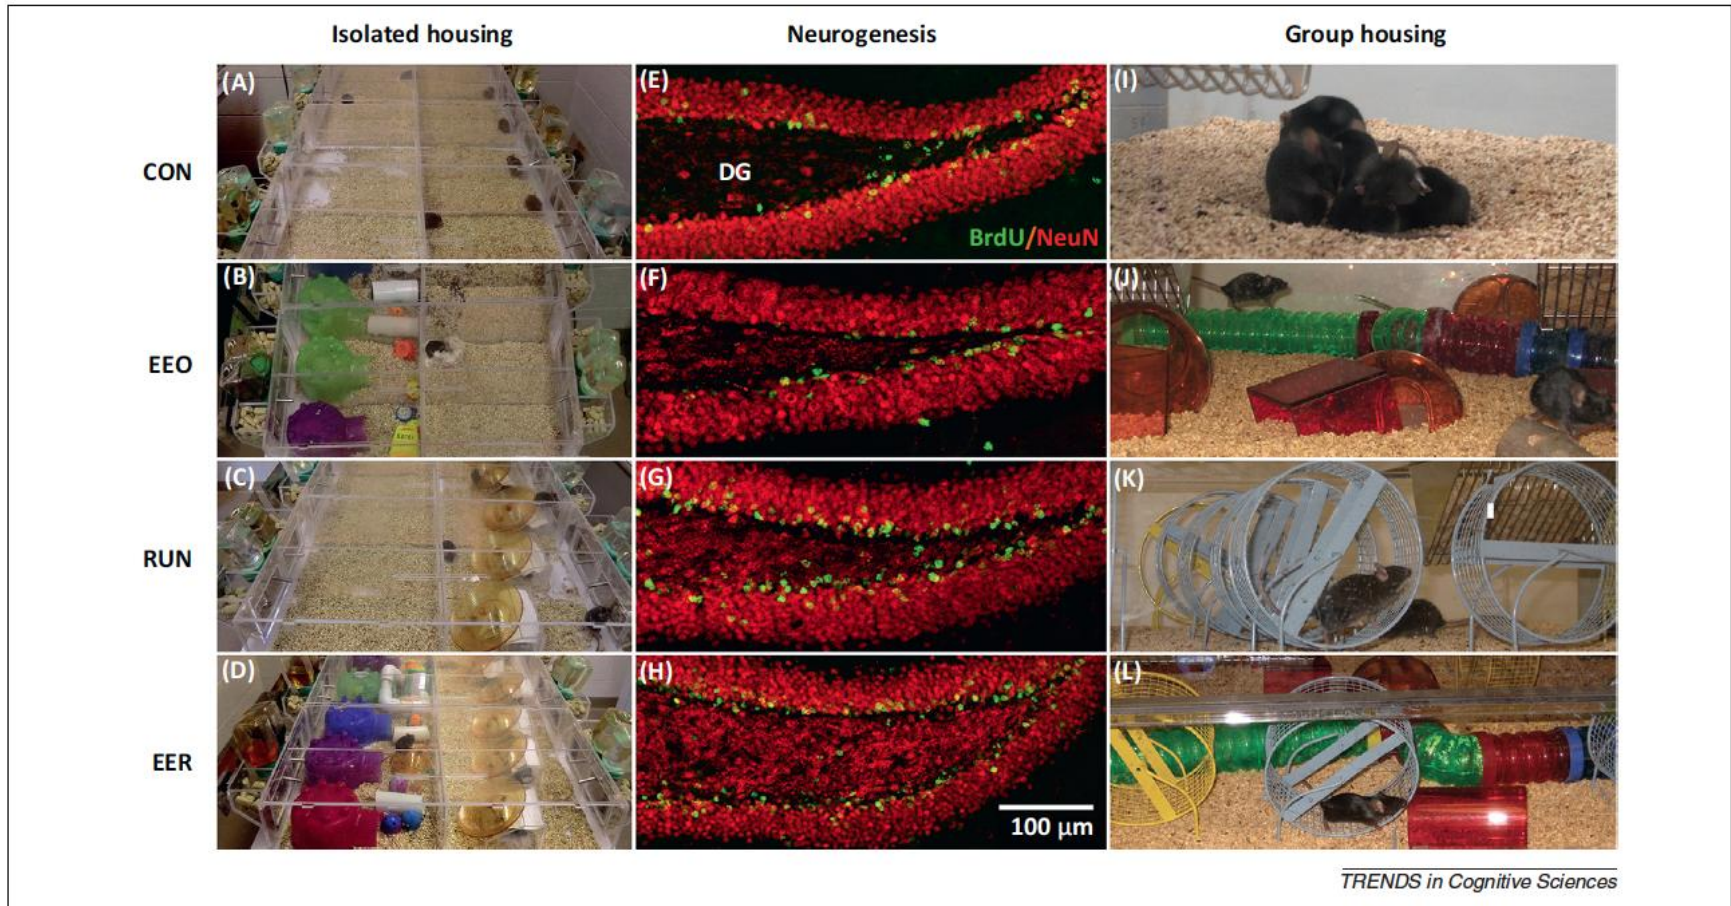 Isolated housing
Neurogenesis
Group housing
CON
(A)
(E)
DG
BrdU/NeuN
(I)
EEO
(B)
(F)
(J)
RUN
(C)
(G)
(K)
EER
(D)
(H)
100 µm
(L)
TRENDS in Cognitive Sciences